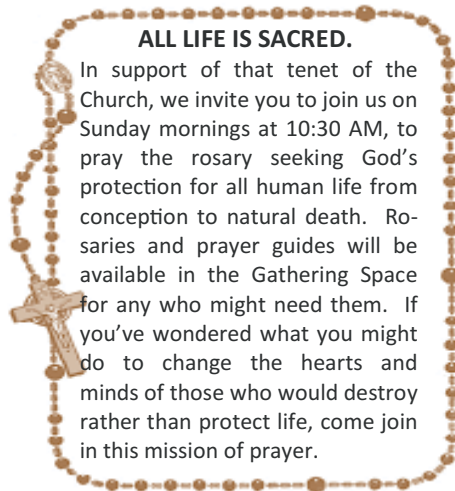 ALL LIFE IS SACRED.
In support of that tenet of the
Church, we invite you to join us on
Sunday mornings at 10:30 AM, to
pray the rosary seeking God’s
protection for all human life from
conception to natural death. Ro-
saries and prayer guides will be
available in the Gathering Space
for any who might need them. If
you’ve wondered what you might
do to change the hearts and
minds of those who would destroy
rather than protect life, come join
in this mission of prayer.